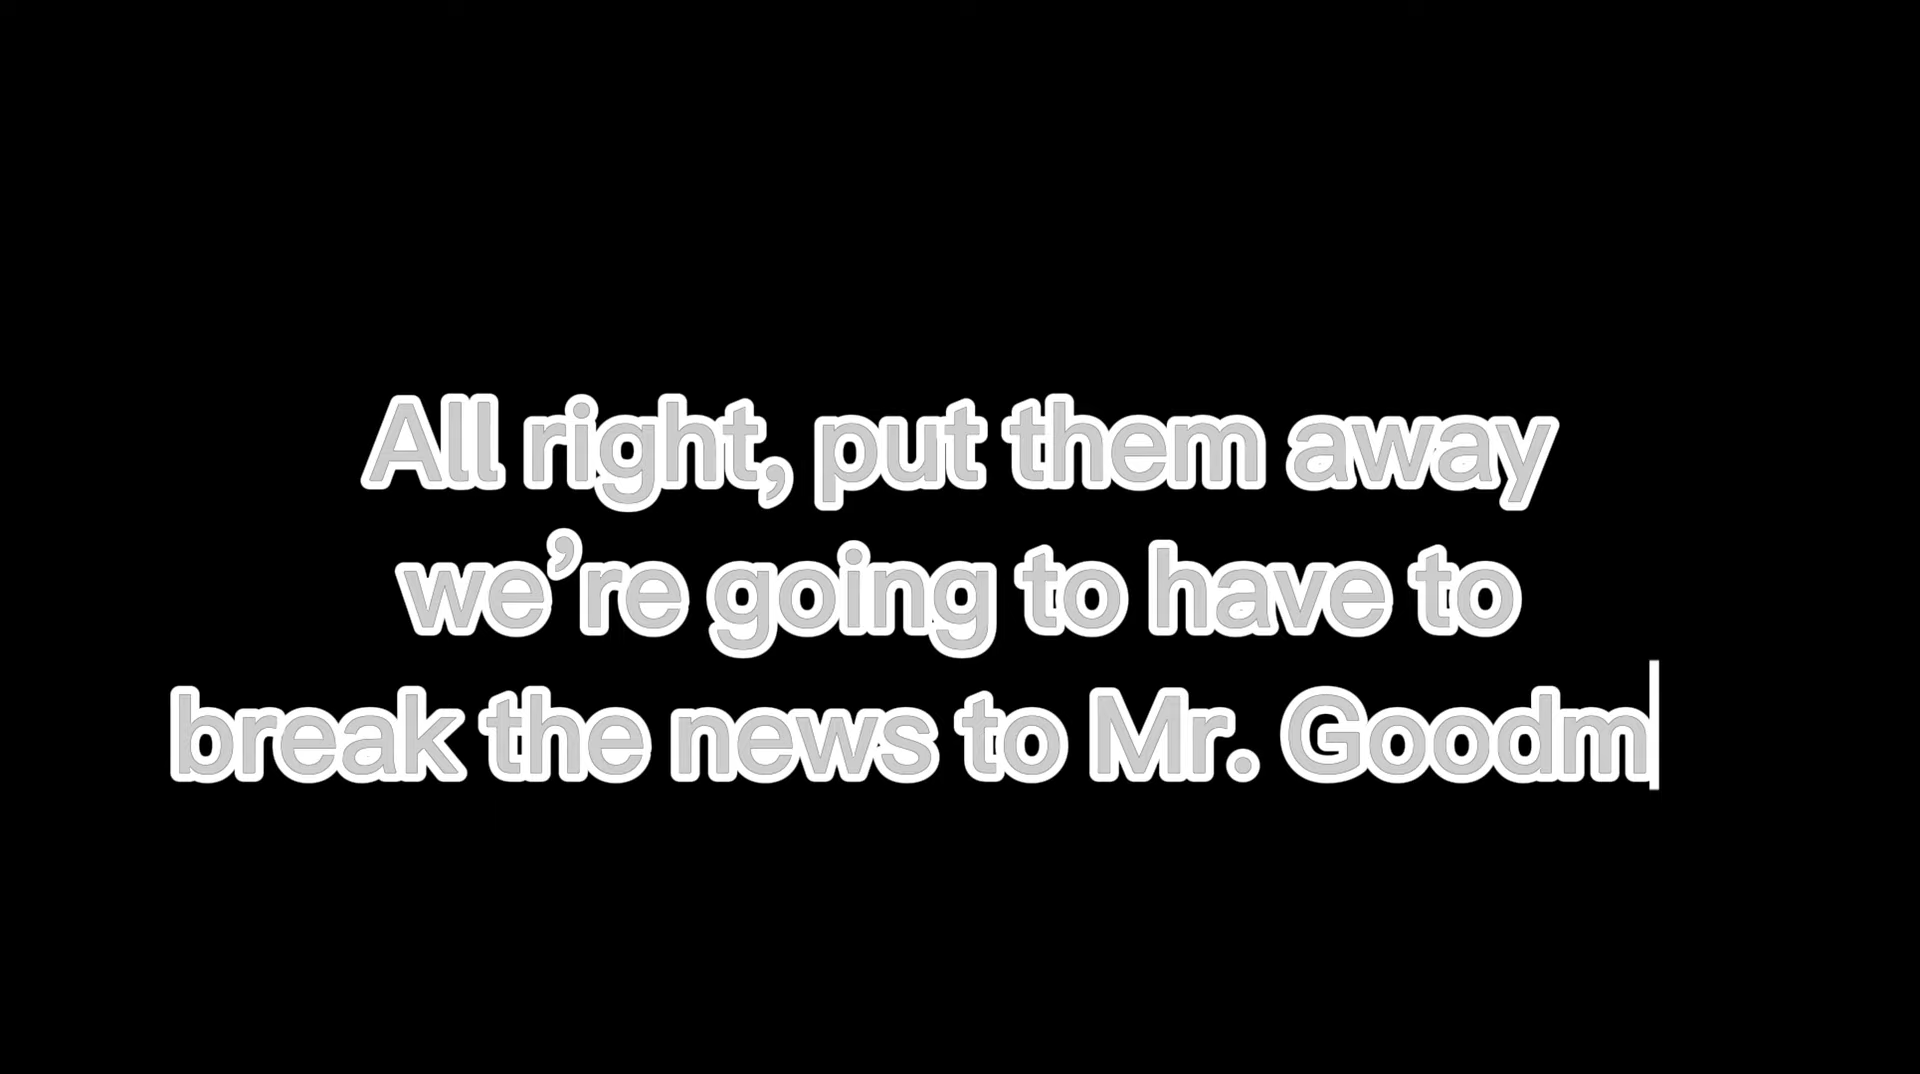 All right, put them away
we’re going to have to
break the news to Mr. Goodm